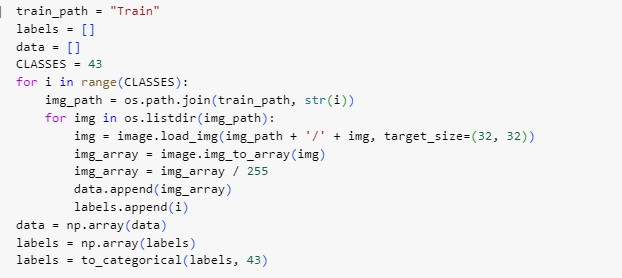 train_path = "Train"
labels = []
data = []
CLASSES = 43
for i in range(CLASSES):
    img_path = os.path.join(train_path, str(i))
    for img in os.listdir(img_path):
        img = image.load_img(img_path + '/' + img, target_size=(32, 32))
        img_array = image.img_to_array(img)
        img_array = img_array / 255
        data.append(img_array)
        labels.append(i)
data = np.array(data)
labels = np.array(labels)
labels = to_categorical(labels, 43)